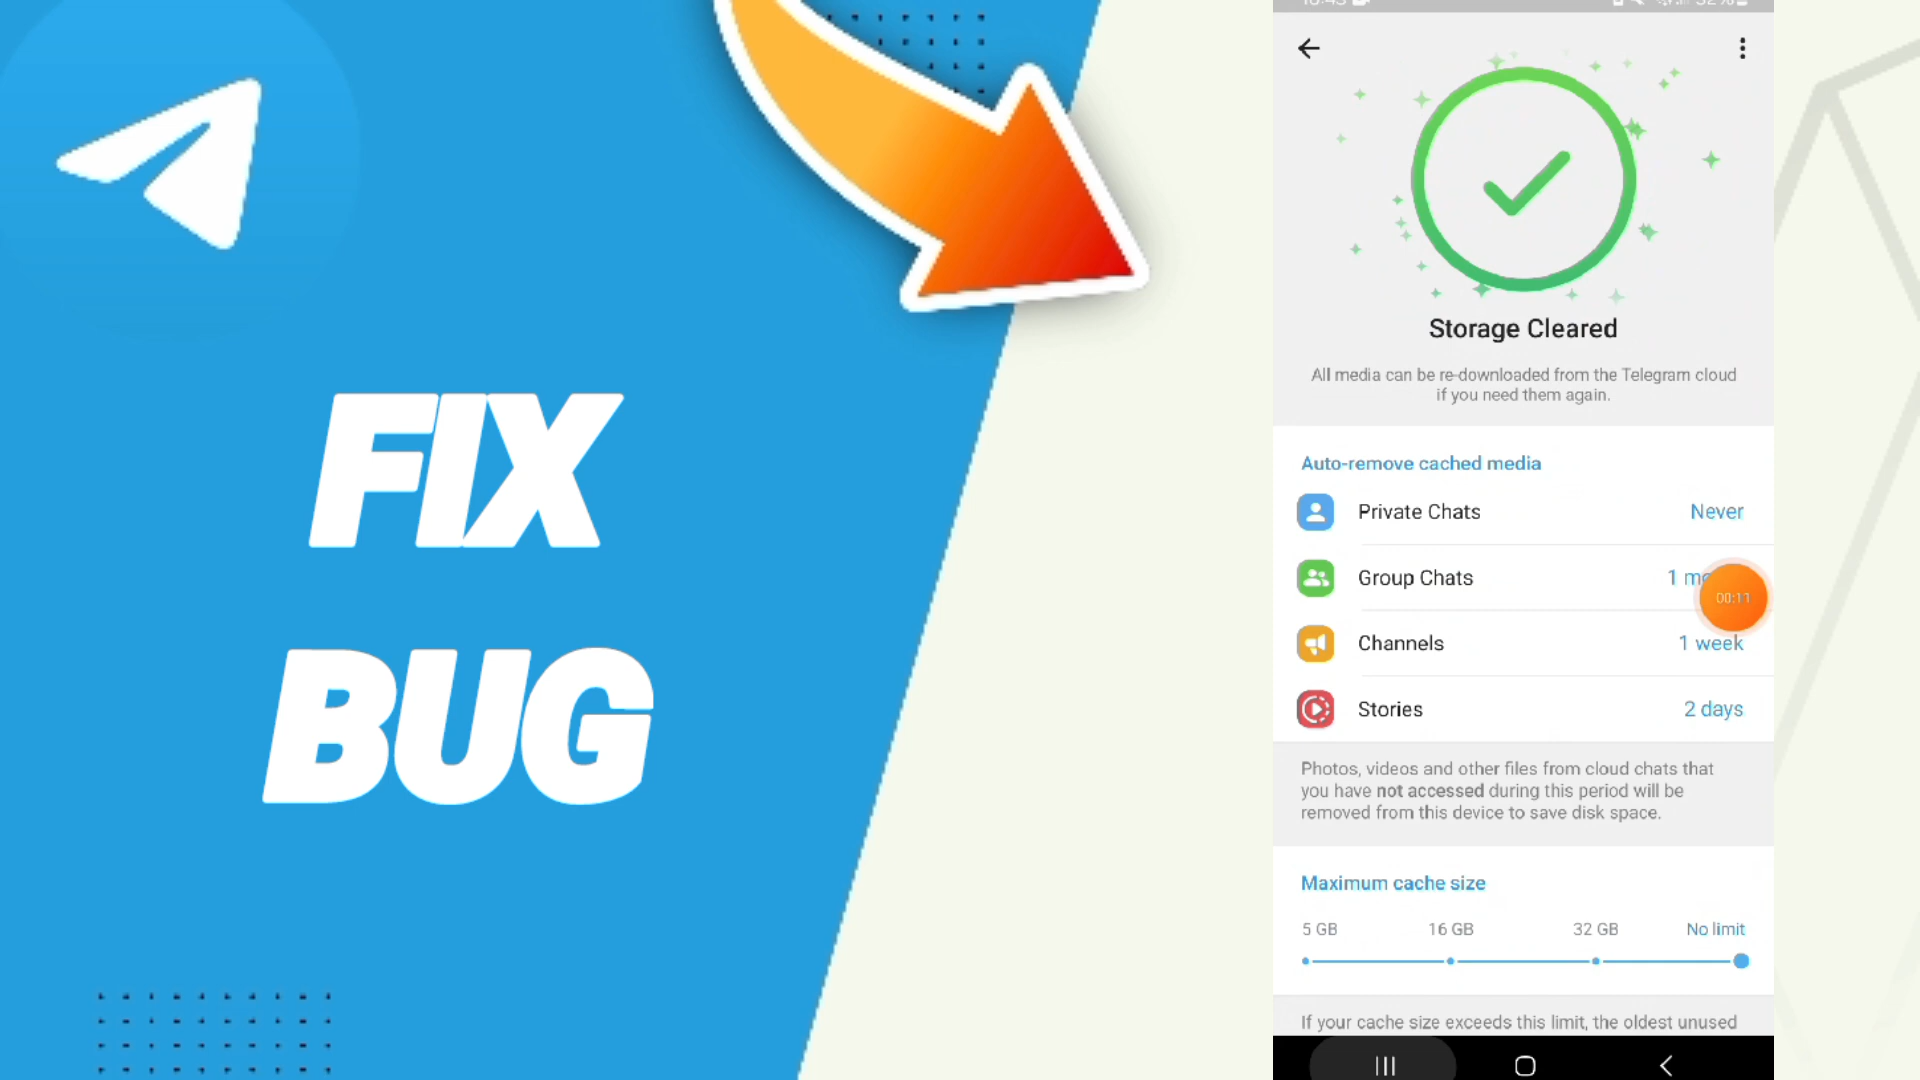 FIX
BUG
Storage Cleared
All media can be re-downloaded from the Telegram cloud
if you need them again.
Auto-remove cached media
Private Chats Never
Group Chats 1
00:11
Channels 1 week
Stories 2 days
Photos, videos and other files from cloud chats that
you have not accessed during this period will be
removed from this device to save disk space.
Maximum cache size
5 GB 16 GB 32 GB No limit
If your cache size exceeds this limit, the oldest unused